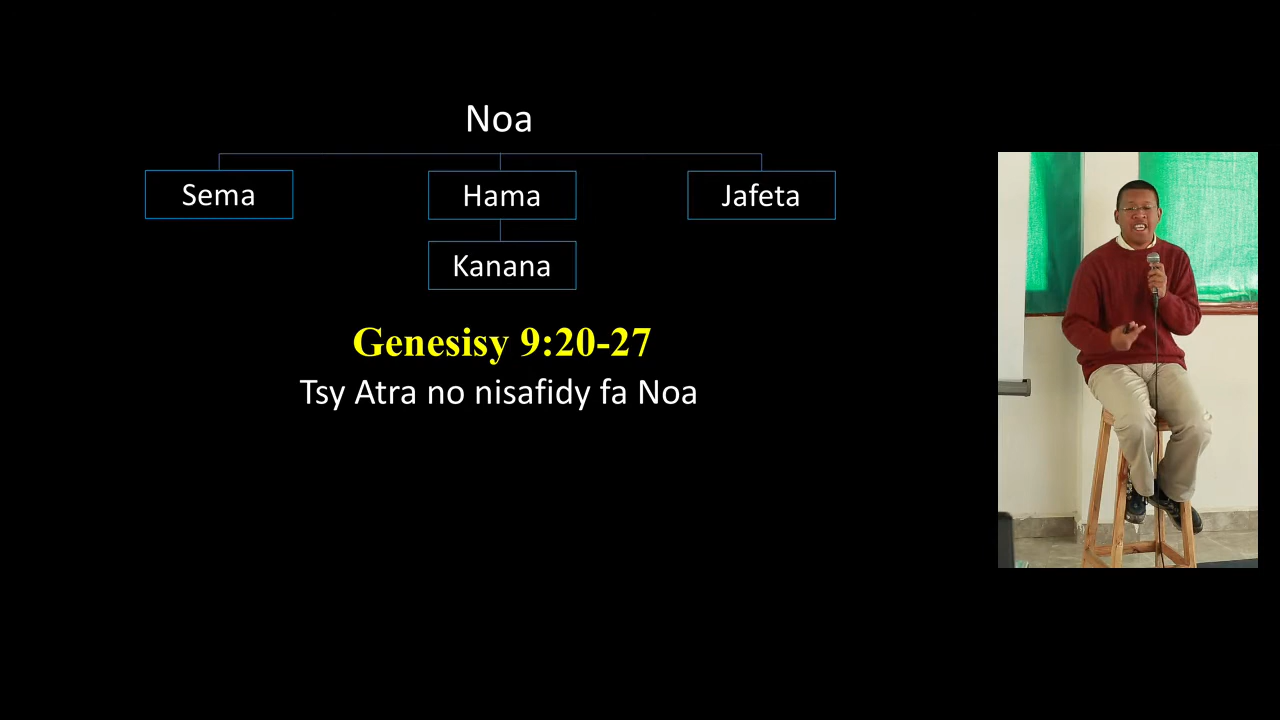 Noa
Sema Hama Jafeta
Kanana
Genesisy 9:20-27
Tsy Atra no nisafidy fa Noa